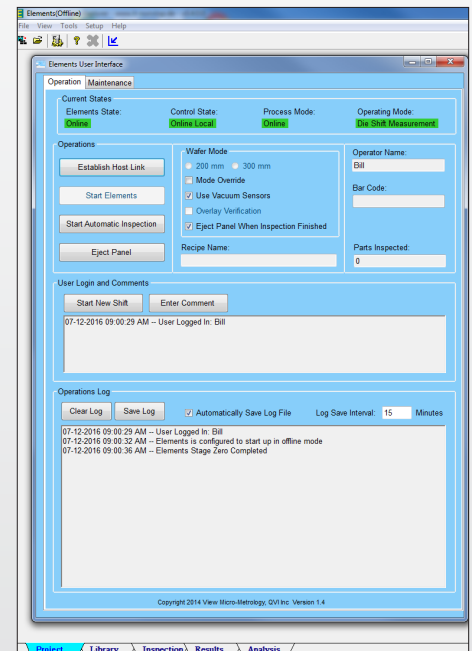 Elements(Offline)
File View Tools Setup Help
Elements User Interface
Operation Maintenance
Current States
Elements State: Control State: Process Mode: Operating Mode:
Online Online Local Online Die Shift Measurement
Operations
Establish Host Link
Start Elements
Start Automatic Inspection
Eject Panel
Wafer Mode
200 mm 300 mm
Mode Override
Use Vacuum Sensors
Overlay Verification
Eject Panel When Inspection Finished
Recipe Name:
Operator Name:
Bill
Bar Code:
Parts Inspected:
0
User Login and Comments
Start New Shift Enter Comment
07-12-2016 09:00:29 AM -- User Logged In: Bill
Operations Log
Clear Log Save Log Automatically Save Log File Log Save Interval: 15 Minutes
07-12-2016 09:00:29 AM -- User Logged In: Bill
07-12-2016 09:00:32 AM -- Elements is configured to start up in offline mode
07-12-2016 09:00:36 AM -- Elements Stage Zero Completed
Copyright 2014 View Micro-Metrology, QVI Inc. Version 1.4
Project Library Inspection Results Analysis